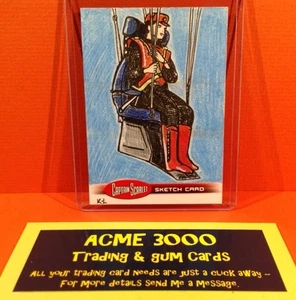 K.L
CAPTAIN SCARLET SKETCH CARD
ACME 3000
Trading & Gum Cards
All your trading card needs are just a click away ~
For More details Send Me a Message.